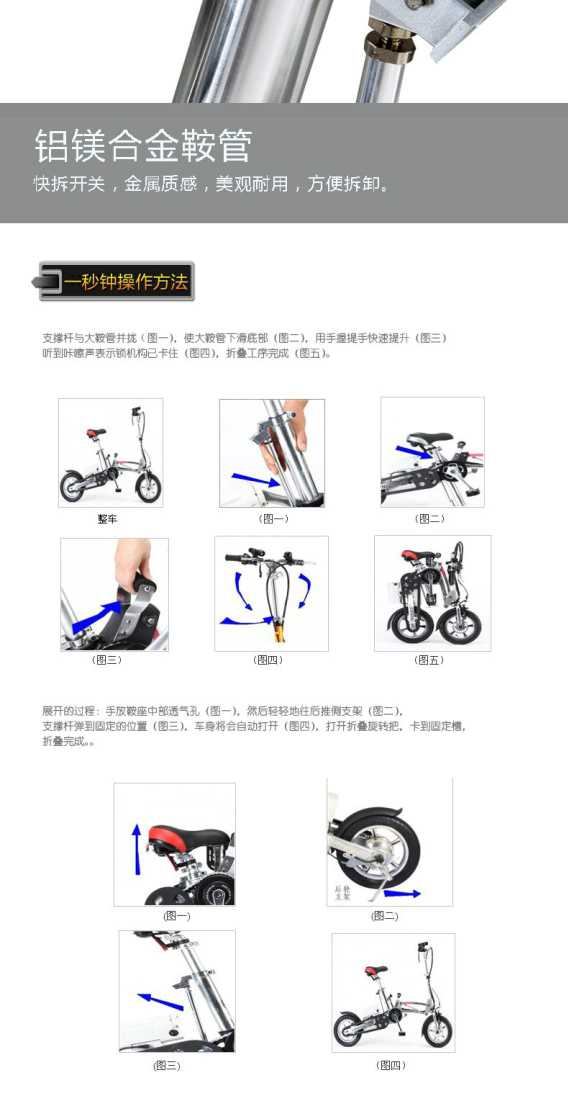 铝镁合金鞍管
快拆开关，金属质感，美观耐用，方便拆卸。
一秒钟操作方法
支撑杆与大鞍管并拢（图一），使大鞍管下滑底部（图二），用手握提手快速提升（图三）
听到咔嚓声表示锁机构已卡住（图四），折叠工序完成（图五）。
整车
（图一）
（图二）
（图三）
（图四）
（图五）
展开的过程：手放鞍座中部透气孔（图一），然后轻轻地往后推侧支架（图二），
支撑杆弹到固定的位置（图三），车身将会自动打开（图四），打开折叠旋转把，卡到固定槽，
折叠完成。。
后轮
支架
(图一)
(图二)
(图三)
（图四）